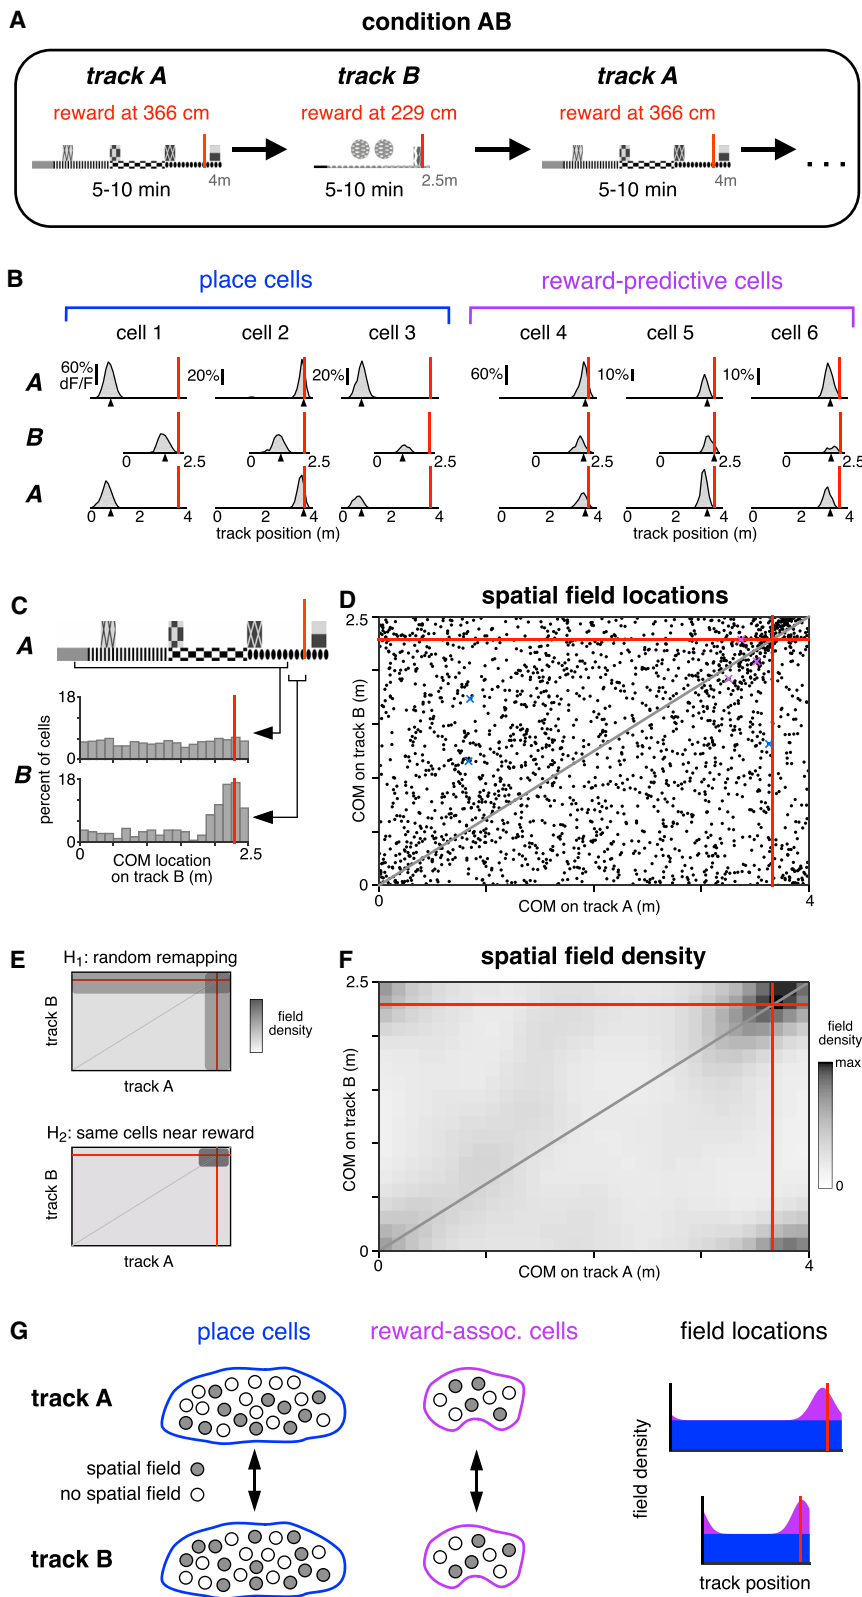 A
condition AB
track A
track B
track A
reward at 366 cm
reward at 229 cm
reward at 366 cm
4m
2.5m
4m
5-10 min
5-10 min
5-10 min
. . .
B
place cells
reward-predictive cells
cell 1
cell 2
cell 3
cell 4
cell 5
cell 6
A
60%
dF/F
20%
20%
60%
10%
10%
B
0 2.5
0 2.5
0 2.5
0 2.5
0 2.5
0 2.5
A
0 2 4
0 2 4
0 2 4
0 2 4
0 2 4
0 2 4
track position (m)
track position (m)
C
A
18
0
percent of cells
B
18
0
0 2.5
COM location
on track B (m)
D
spatial field locations
2.5
COM on track B (m)
0
0 4
COM on track A (m)
E
H1: random remapping
track B
track A
field
density
H2: same cells near reward
track B
track A
F
spatial field density
2.5
COM on track B (m)
0
0 4
COM on track A (m)
field
density
max
0
G
place cells
reward-assoc. cells
field locations
track A
spatial field
no spatial field
track B
field density
track position